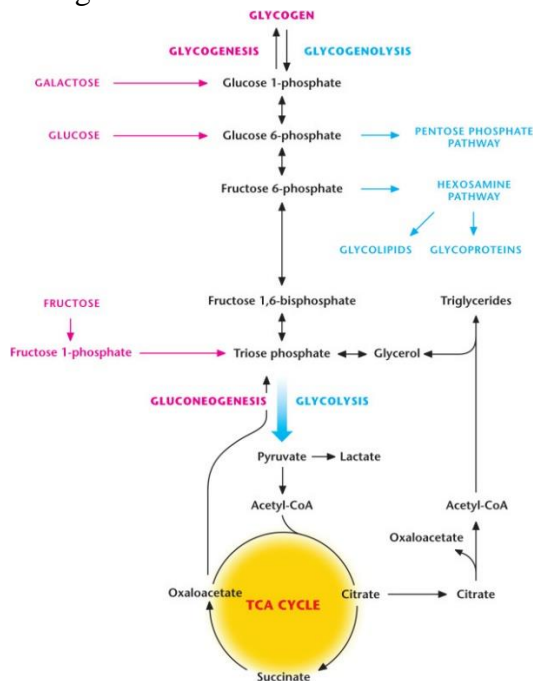 GLYCOGEN
GLYCOGENESIS GLYCOGENOLYSIS
GALACTOSE Glucose 1-phosphate
GLUCOSE Glucose 6-phosphate PENTOSE PHOSPHATE
PATHWAY
Fructose 6-phosphate HEXOSAMINE
PATHWAY
GLYCOLIPIDS GLYCOPROTEINS
FRUCTOSE Fructose 1,6-bisphosphate Triglycerides
Fructose 1-phosphate Triose phosphate Glycerol
GLUCONEOGENESIS GLYCOLYSIS
Pyruvate Lactate
Acetyl-CoA Acetyl-CoA
Oxaloacetate
Oxaloacetate TCA CYCLE Citrate Citrate
Succinate